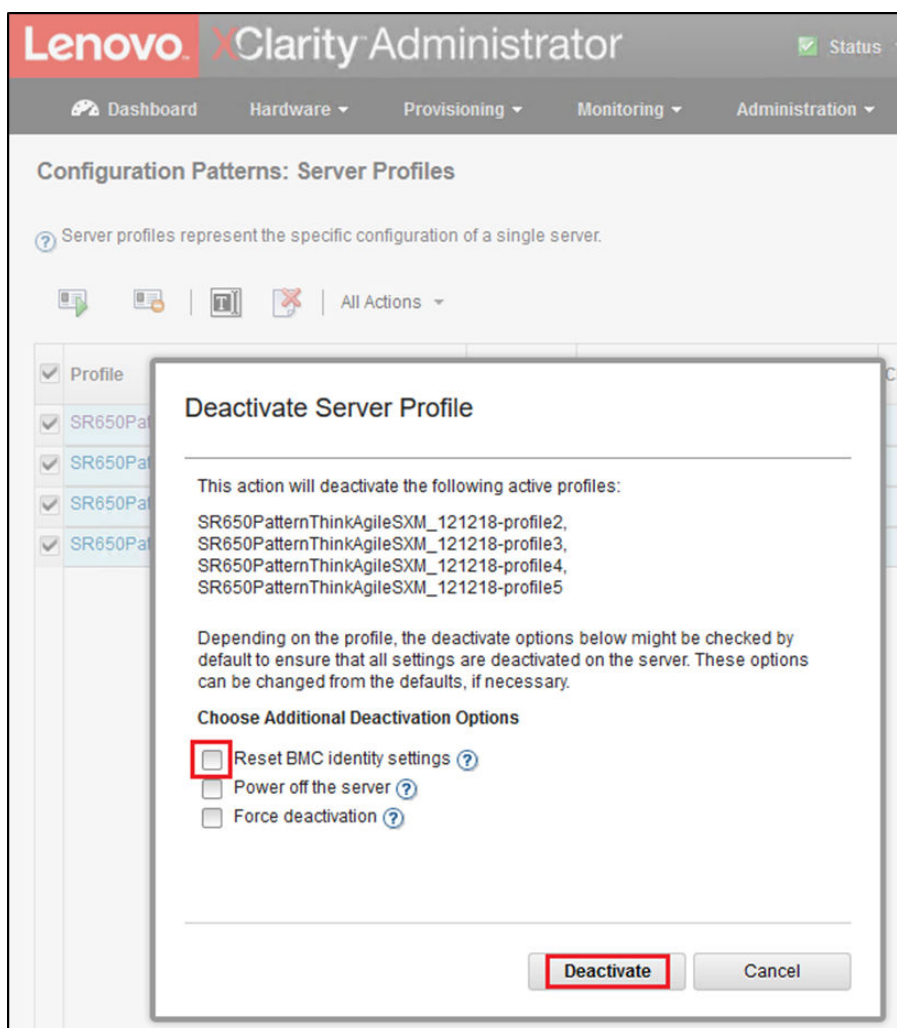 Lenovo. XClarity Administrator
Status
Dashboard Hardware Provisioning Monitoring Administration
Configuration Patterns: Server Profiles
? Server profiles represent the specific configuration of a single server.
T All Actions
Profile C
SR650Pat
SR650Pat
SR650Pat
SR650Pat
Deactivate Server Profile
This action will deactivate the following active profiles:
SR650PatternThinkAgileSXM_121218-profile2,
SR650PatternThinkAgileSXM_121218-profile3,
SR650PatternThinkAgileSXM_121218-profile4,
SR650PatternThinkAgileSXM_121218-profile5
Depending on the profile, the deactivate options below might be checked by
default to ensure that all settings are deactivated on the server. These options
can be changed from the defaults, if necessary.
Choose Additional Deactivation Options
Reset BMC identity settings ?
Power off the server ?
Force deactivation ?
Deactivate Cancel